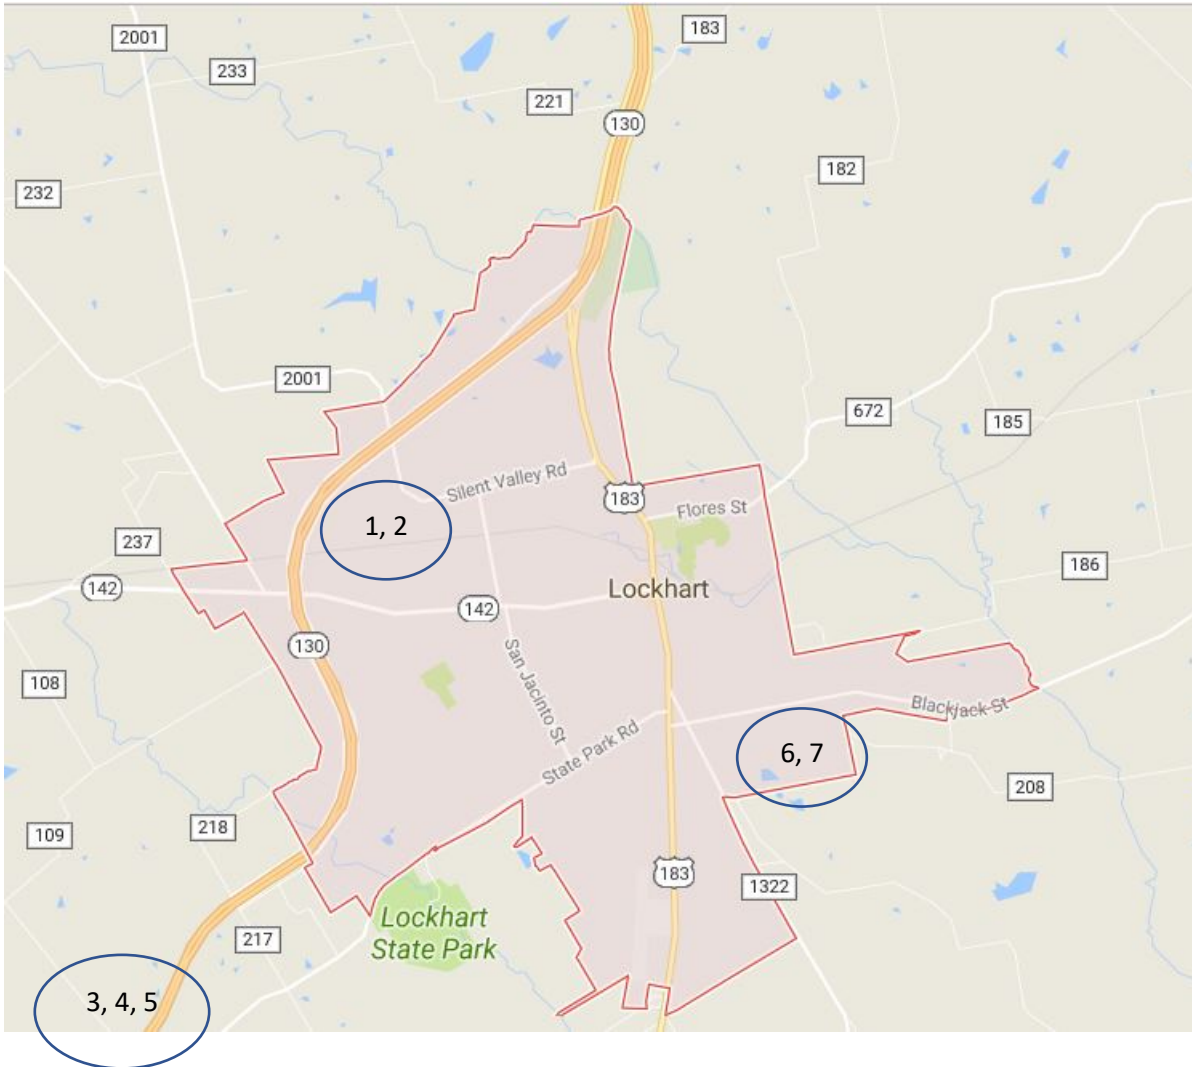 183
2001
233
221
130
182
232
2001
672
185
Silent Valley Rd
183
Flores St
1, 2
237
186
142
Lockhart
142
130
San Jacinto St
108
Blackjack St
State Park Rd
6, 7
208
218
109
183
1322
Lockhart
State Park
217
3, 4, 5